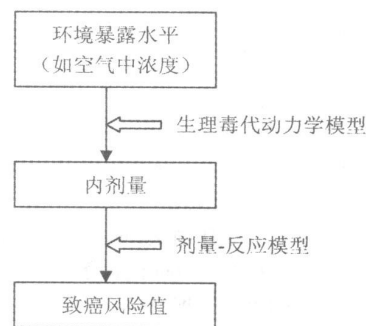 环境暴露水平
（如空气中浓度）
生理毒代动力学模型
内剂量
剂量-反应模型
致癌风险值